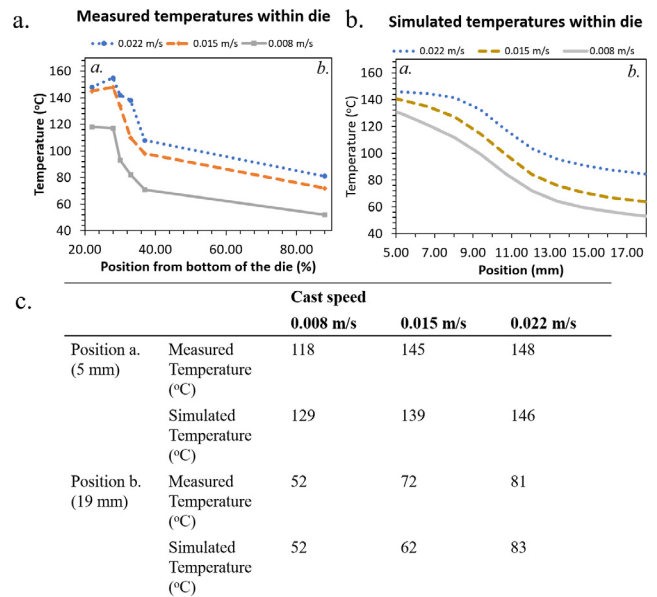 a.
Measured temperatures within die
0.022 m/s
0.015 m/s
0.008 m/s
a.
b.
Temperature (°C)
160
140
120
100
80
60
40
20.00
40.00
60.00
80.00
Position from bottom of the die (%)
b.
Simulated temperatures within die
0.022 m/s
0.015 m/s
0.008 m/s
a.
b.
Temperature (°C)
160
140
120
100
80
60
40
5.00
7.00
9.00
11.00
13.00
15.00
17.00
Position (mm)
c.
Cast speed
0.008 m/s 0.015 m/s 0.022 m/s
Position a. Measured 118 145 148
(5 mm) Temperature
(°C)
Simulated 129 139 146
Temperature
(°C)
Position b. Measured 52 72 81
(19 mm) Temperature
(°C)
Simulated 52 62 83
Temperature
(°C)